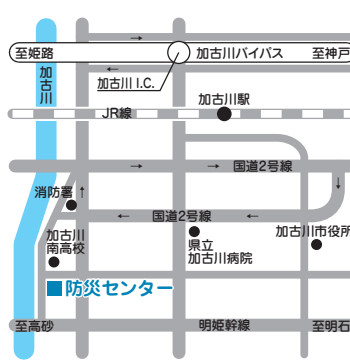 至姫路
加古川バイパス
至神戸
加古川
加古川 I.C.
加古川駅
JR線
国道2号線
消防署
国道2号線
加古川
南高校
県立
加古川病院
加古川市役所
■防災センター
至高砂
明姫幹線
至明石